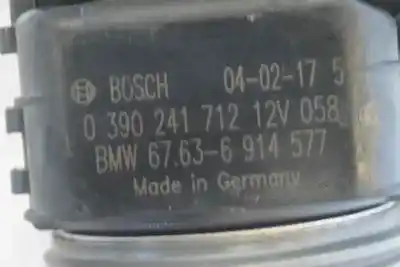 BOSCH 04-02-17 5
0 390 241 712 12V 058
BMW 67.63-6 914 577
Made in Germany